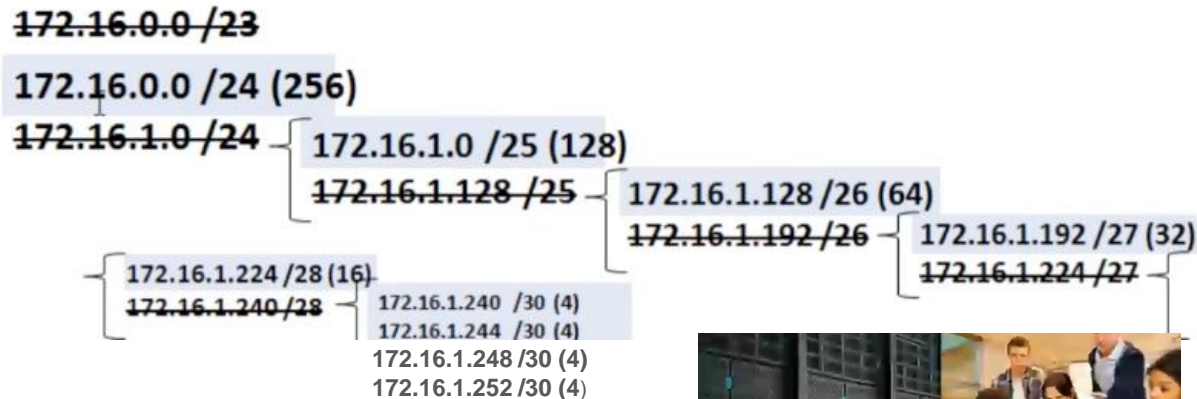 172.16.0.0 /23
172.16.0.0 /24 (256)
172.16.1.0 /24
172.16.1.0 /25 (128)
172.16.1.128 /25
172.16.1.128 /26 (64)
172.16.1.192 /26
172.16.1.192 /27 (32)
172.16.1.224 /27
172.16.1.224 /28 (16)
172.16.1.240 /28
172.16.1.240 /30 (4)
172.16.1.244 /30 (4)
172.16.1.248 /30 (4)
172.16.1.252 /30 (4)